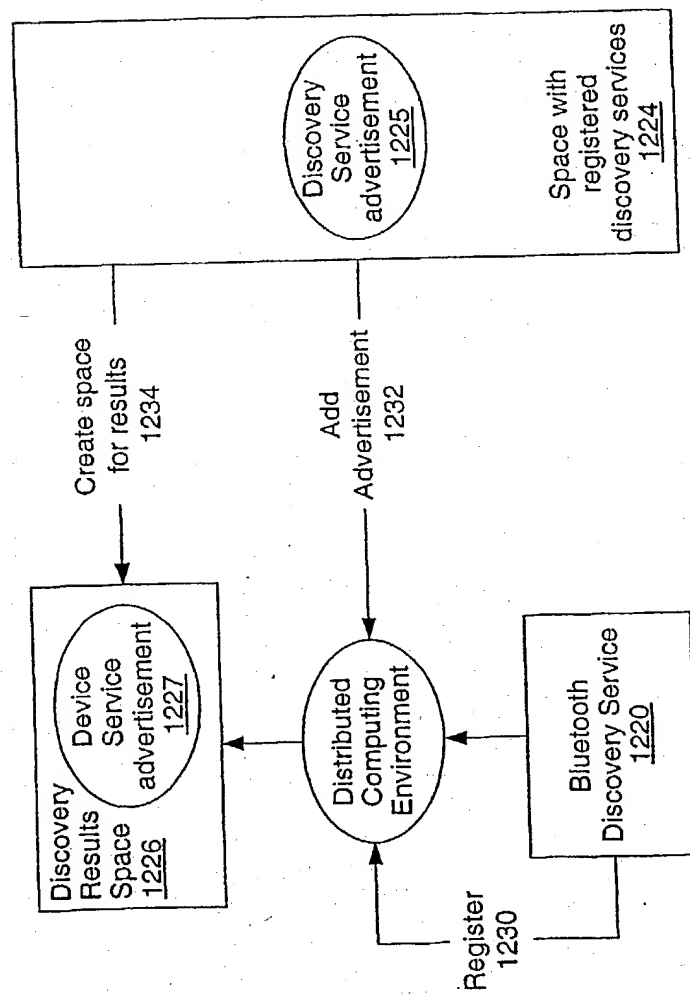 Discovery
Results
Space
1226
Device
Service
advertisement
1227
Create space
for results
1234
Discovery
Service
advertisement
1225
Space with
registered
discovery services
1224
Distributed
Computing
Environment
Add
Advertisement
1232
Register
1230
Bluetooth
Discovery Service
1220